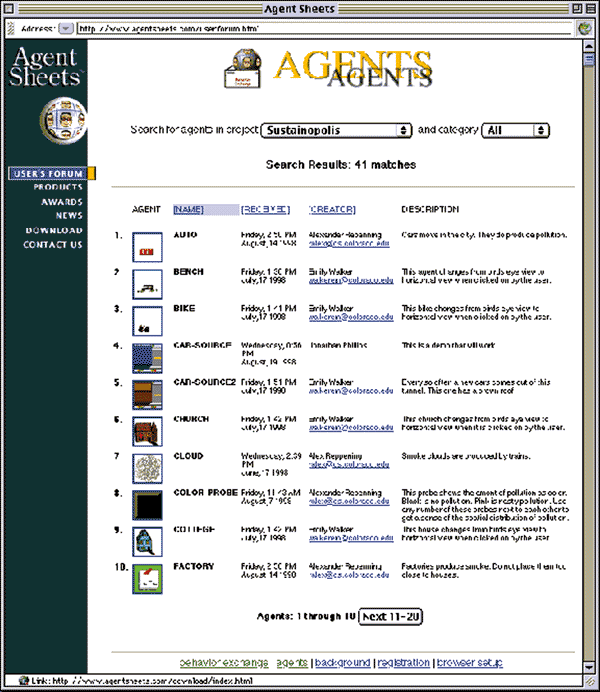 Agent Sheets
Address: http://www.agentsheets.com/userforum.html
Agent
Sheets
AGENTS
AGENTS
Search for agents in project Sustainopolis and category All
Search Results: 41 matches
USER'S FORUM
PRODUCTS
AWARDS
NEWS
DOWNLOAD
CONTACT US
AGENT [NAME] [RECEIVED] [CREATOR] DESCRIPTION
1. AUTO Friday, 2:56 PM Alexander Repenning Cars move in the city. They do produce pollution.
August, 14 1998 ralex@cs.colorado.edu
2 BENCH Friday, 1:36 PM Emily Walker This agent changes from birds eye view to
July, 17 1998 walkerein@colorado.edu horizontal view when clicked on by the user.
3. BIKE Friday, 1:41 PM Emily Walker This bike changes from birds eye view to
July, 17 1998 walkerein@colorado.edu horizontal view when clicked on by the user.
4. CAR-SOURCE Wednesday, Jonathan Phillips This is a demo that will work
PM
August, 19 1998
5. CAR-SOURCE2 Friday, 1:51 PM Emily Walker Every so often a new cars comes out of this
July, 17 1998 walkerein@colorado.edu tunnel. This one has a brown roof
6. CHURCH Friday, 1:42 PM Emily Walker This church changes from birds eye view to
July, 17 1998 walkerein@colorado.edu horizontal view when it is clicked on by the user.
7 CLOUD Wednesday, 2:39 Alex Reppening Smoke clouds are produced by trains.
PM ralex@cs.colorado.edu
June, 17 1998
8. COLOR-PROBE Friday, 11:43 AM Alexander Repenning This probe shows the amont of pollution as color.
August, 7 1998 ralex@cs.colorado.edu Black is no pollution. Pink is nasty pollution. Use
any number of these probes next to each other to
get a sense of the spatial distribution of pollution.
9. COTTEGE Friday, 1:42 PM Emily Walker This house changes from birds eye view to
July, 17 1998 walkerein@colorado.edu horizontal view when clicked on by the user.
10. FACTORY Friday, 2:56 PM Alexander Repenning Factories produce smoke. Do not place them too
August, 14 1998 ralex@cs.colorado.edu close to houses.
Agents: 1 through 10 Next 11-20
behavior exchange agents | background | registration | browser setup
Link: http://www.agentsheets.com/download/index.html